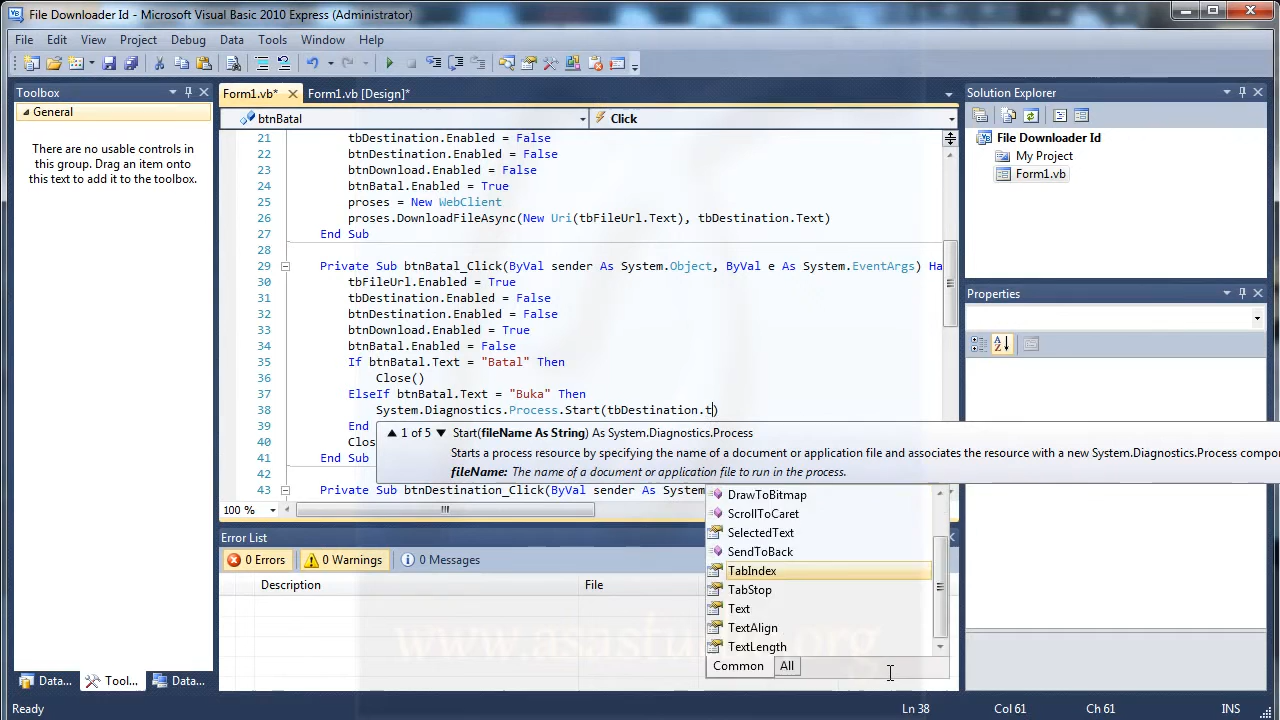 File Downloader Id - Microsoft Visual Basic 2010 Express (Administrator)
File Edit View Project Debug Data Tools Window Help
Toolbox
General
There are no usable controls in
this group. Drag an item onto
this text to add it to the toolbox.
Data... Tool... Data...
Form1.vb* Form1.vb [Design]*
btnBatal Click
21 tbDestination.Enabled = False
22 btnDestination.Enabled = False
23 btnDownload.Enabled = False
24 btnBatal.Enabled = True
25 proses = New WebClient
26 proses.DownloadFileAsync(New Uri(tbFileUrl.Text), tbDestination.Text)
27 End Sub
28
29 Private Sub btnBatal_Click(ByVal sender As System.Object, ByVal e As System.EventArgs) Ha
30 tbFileUrl.Enabled = True
31 tbDestination.Enabled = False
32 btnDestination.Enabled = False
33 btnDownload.Enabled = True
34 btnBatal.Enabled = False
35 If btnBatal.Text = "Batal" Then
36 Close()
37 ElseIf btnBatal.Text = "Buka" Then
38 System.Diagnostics.Process.Start(tbDestination.t)
39 End
40 Clos
41 End Sub
42
43 Private Sub btnDestination_Click(ByVal sender As System
1 of 5 Start(fileName As String) As System.Diagnostics.Process
Starts a process resource by specifying the name of a document or application file and associates the resource with a new System.Diagnostics.Process compo
fileName: The name of a document or application file to run in the process.
DrawToBitmap
ScrollToCaret
SelectedText
SendToBack
TabIndex
TabStop
Text
TextAlign
TextLength
Common All
100 %
Error List
0 Errors 0 Warnings 0 Messages
Description File
Solution Explorer
File Downloader Id
My Project
Form1.vb
Properties
Ready Ln 38 Col 61 Ch 61 INS